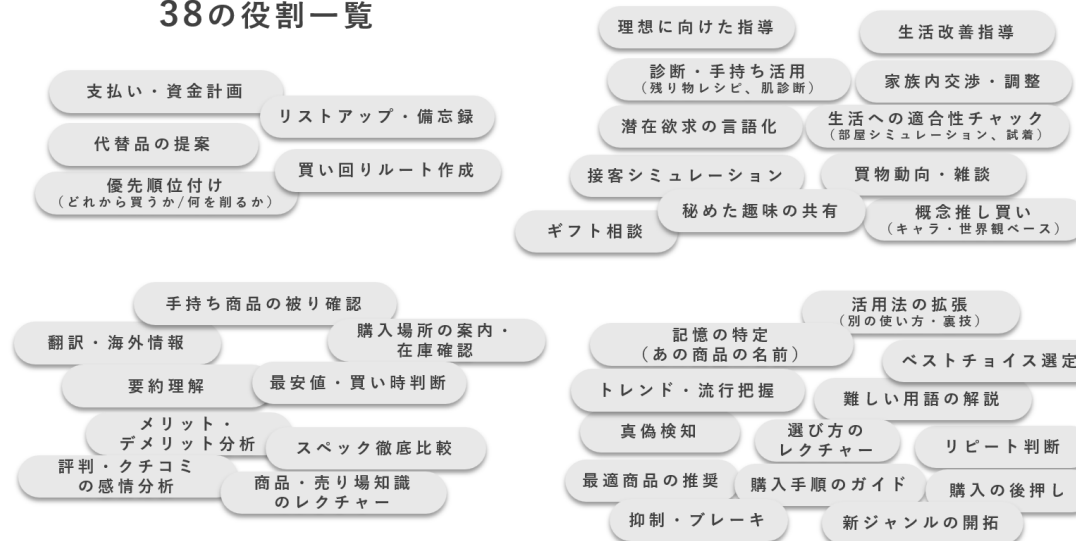 38の役割一覧
支払い・資金計画
リストアップ・備忘録
代替品の提案
買い回りルート作成
優先順位付け
（どれから買うか/何を削るか）
理想に向けた指導
生活改善指導
診断・手持ち活用
（残り物レシピ、肌診断）
家族内交渉・調整
潜在欲求の言語化
生活への適合性チャック
（部屋シミュレーション、試着）
接客シミュレーション
買物動向・雑談
秘めた趣味の共有
概念推し買い
（キャラ・世界観ベース）
ギフト相談
手持ち商品の被り確認
翻訳・海外情報
購入場所の案内・
在庫確認
要約理解
最安値・買い時判断
メリット・
デメリット分析
スペック徹底比較
評判・クチコミ
の感情分析
商品・売り場知識
のレクチャー
活用法の拡張
（別の使い方・裏技）
記憶の特定
（あの商品の名前）
ベストチョイス選定
トレンド・流行把握
難しい用語の解説
真偽検知
選び方の
レクチャー
リピート判断
最適商品の推奨
購入手順のガイド
購入の後押し
抑制・ブレーキ
新ジャンルの開拓